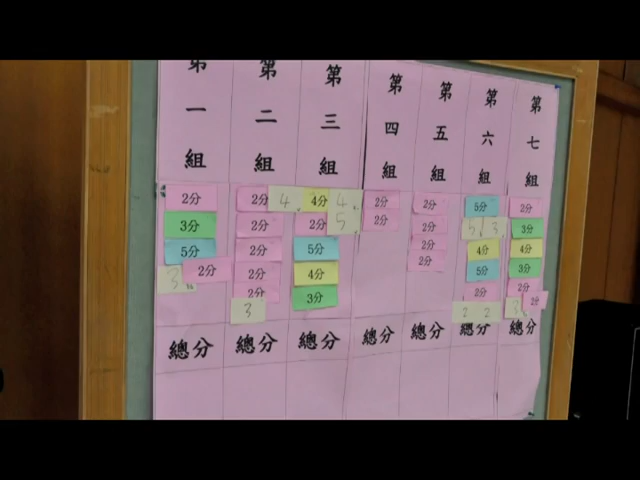 第一組 第二組 第三組 第四組 第五組 第六組 第七組
2分 2分 4 4分 4 2分 2分 5分 2分
3分 2分 2分 5 2分 2分 3 3分
5分 2分 5分 2分 4分 4分
3 2分 2分 4分 2分 5分 3分
2分 3分 2分 2分
3 2 2 3 2分
總分 總分 總分 總分 總分 總分 總分